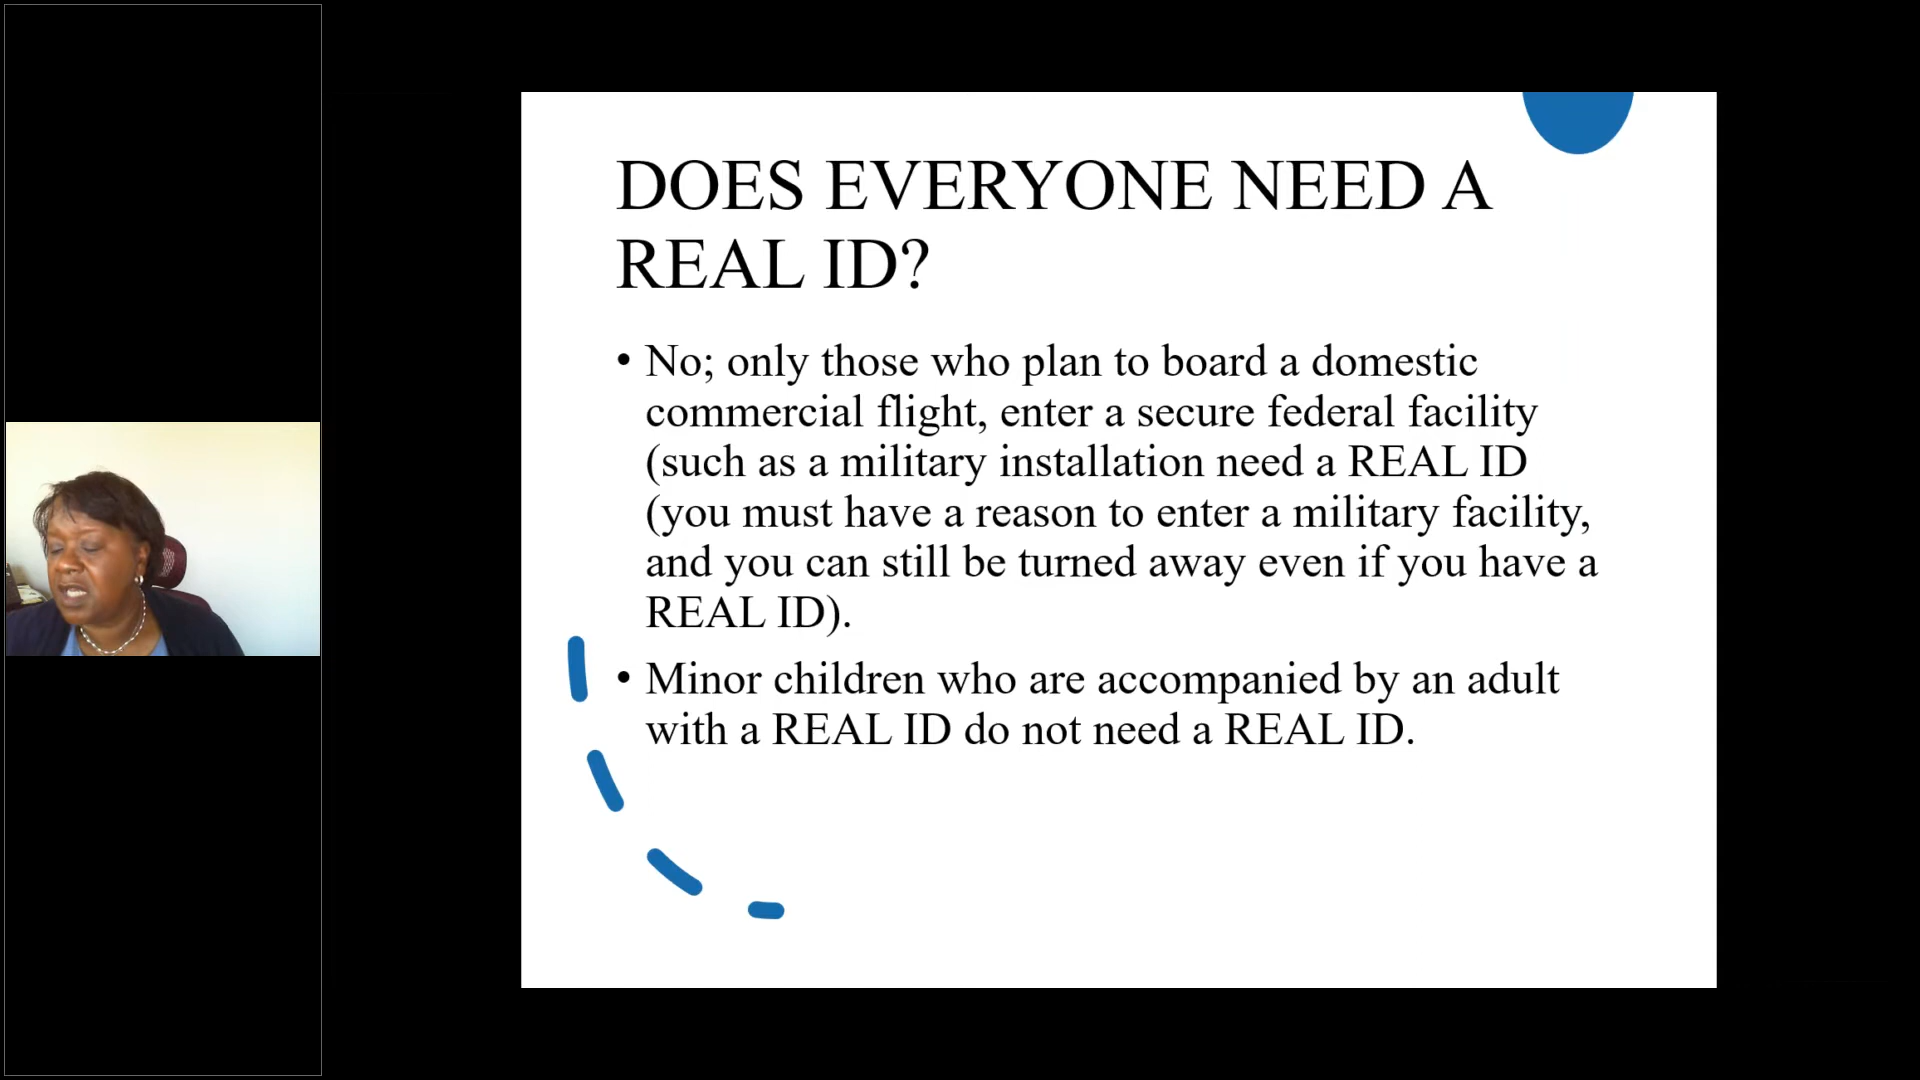 DOES EVERYONE NEED A
REAL ID?
• No; only those who plan to board a domestic
commercial flight, enter a secure federal facility
(such as a military installation need a REAL ID
(you must have a reason to enter a military facility,
and you can still be turned away even if you have a
REAL ID).
• Minor children who are accompanied by an adult
with a REAL ID do not need a REAL ID.